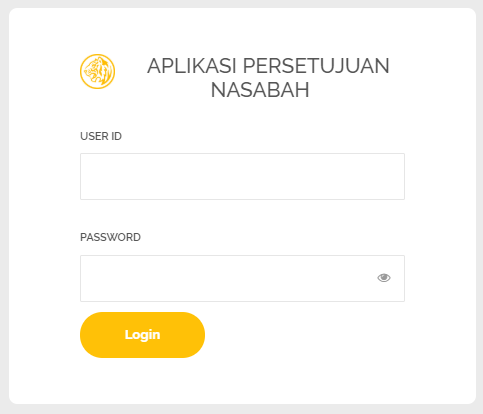 APLIKASI PERSETUJUAN
NASABAH
USER ID
PASSWORD
Login